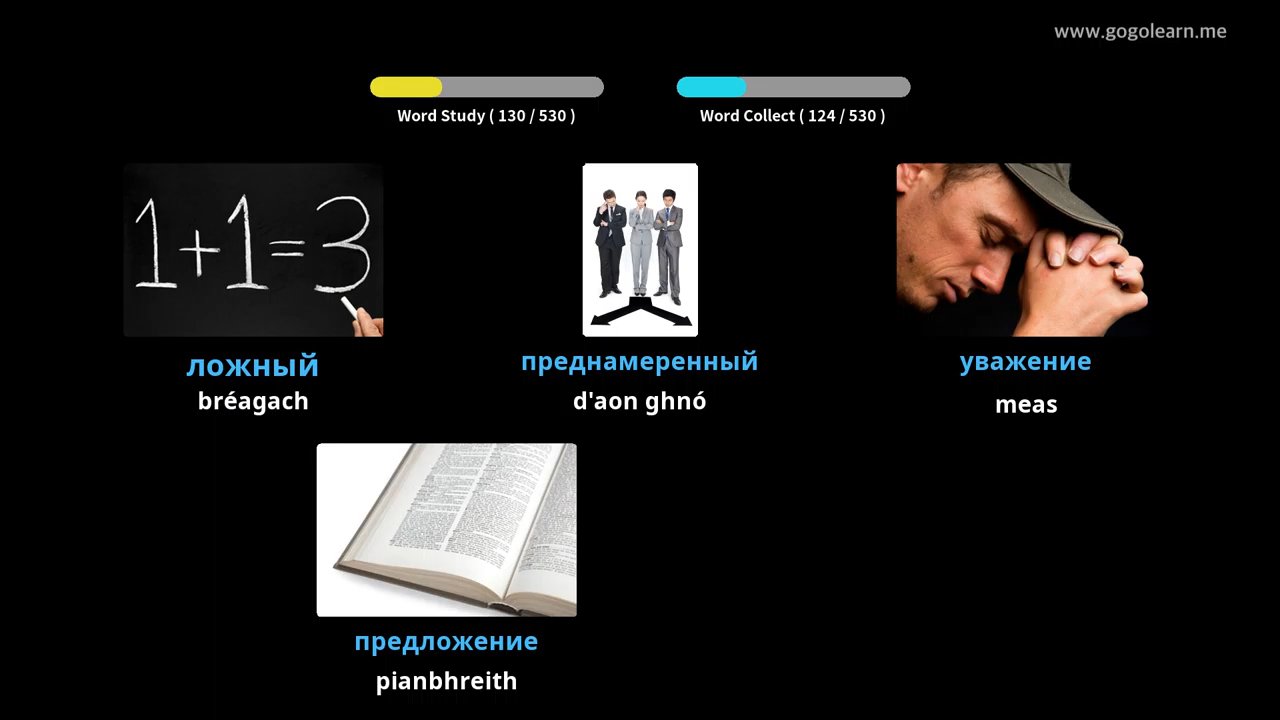 www.gogolearn.me
Word Study ( 130 / 530 )
Word Collect ( 124 / 530 )
1+1=3
ложный
bréagach
преднамеренный
d'aon ghnó
уважение
meas
предложение
pianbhreith